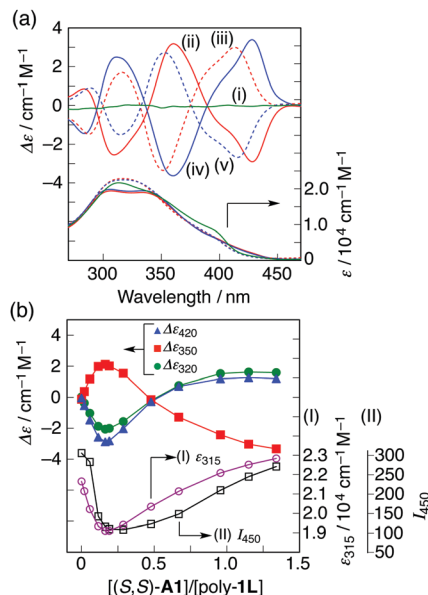 (a)
4
2
0
−2
−4
Δε / cm⁻¹ M⁻¹
(ii)
(iii)
(i)
(iv)
(v)
2.0
1.0
0
ε / 10⁴ cm⁻¹ M⁻¹
300 350 400 450
Wavelength / nm
(b)
4
2
0
−2
−4
Δε / cm⁻¹ M⁻¹
Δε₄₂₀
Δε₃₅₀
Δε₃₂₀
(I) ε₃₁₅
(II) I₄₅₀
(I)
2.3
2.2
2.1
2.0
1.9
ε₃₁₅ / 10⁴ cm⁻¹ M⁻¹
(II)
300
250
200
150
100
50
I₄₅₀
0.0 0.5 1.0 1.5
[(S,S)-A1]/[poly-1L]